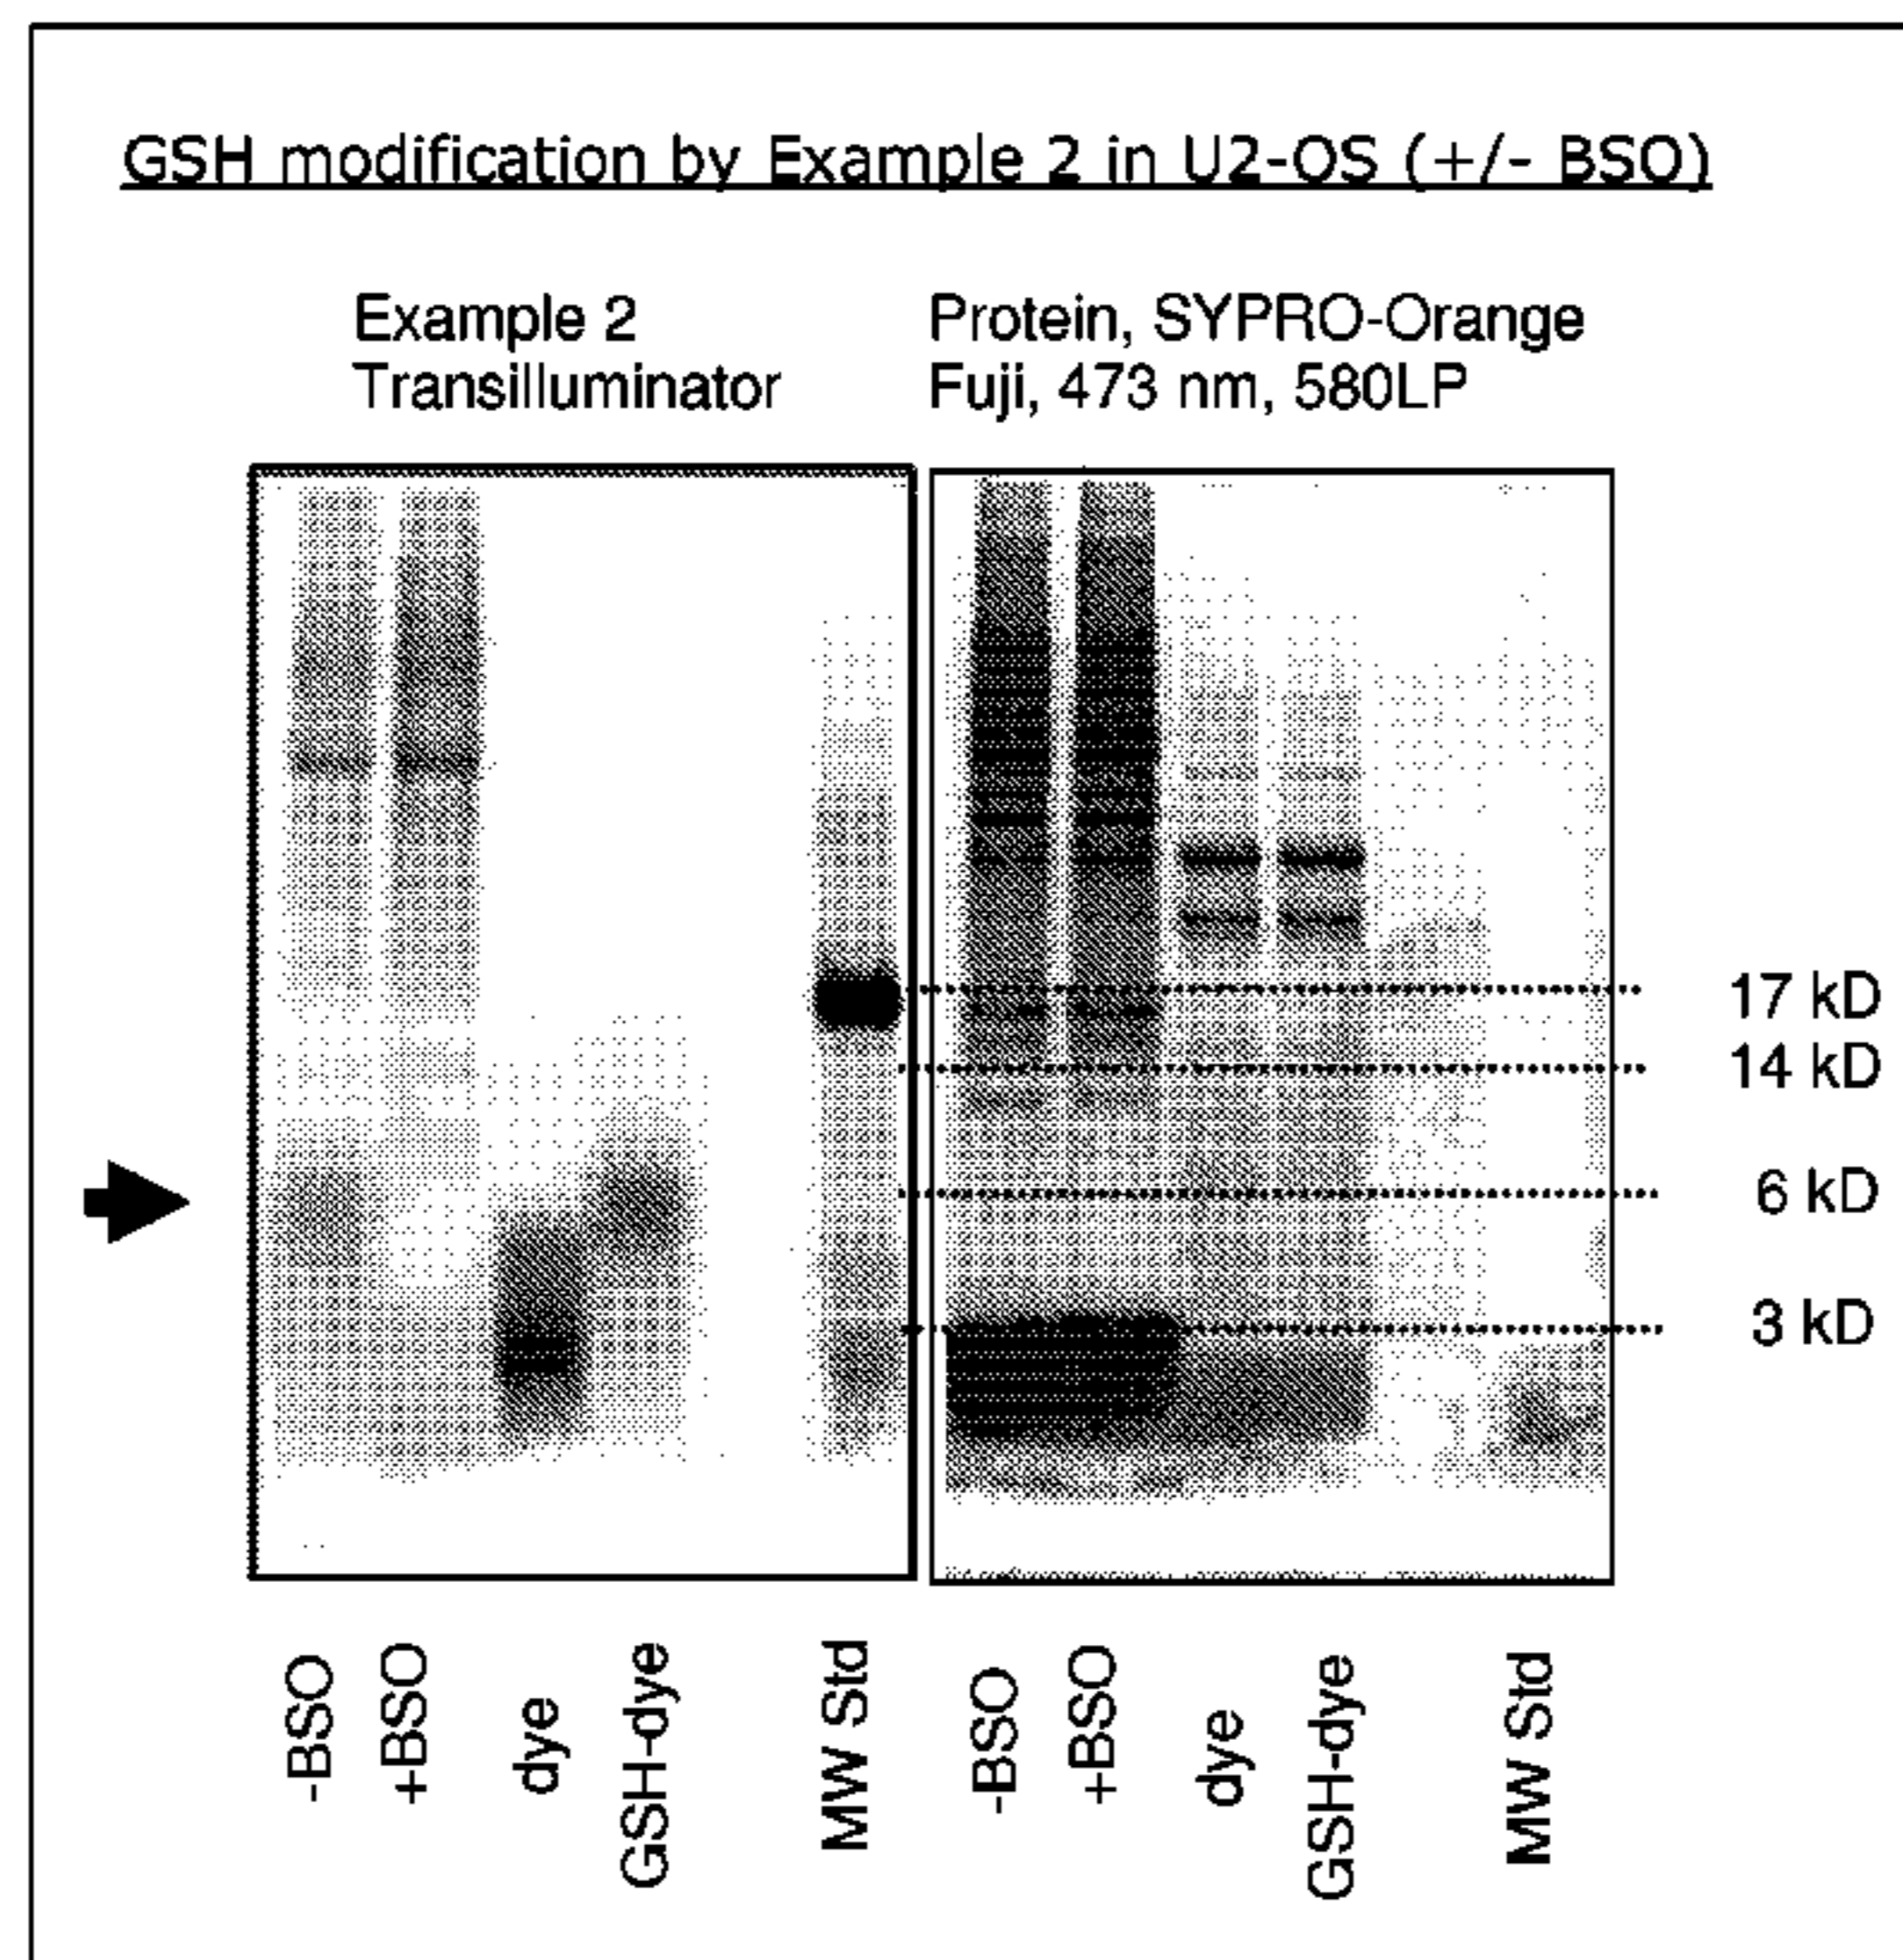 GSH modification by Example 2 in U2-OS (+/- BSO)
Example 2
Transilluminator
Protein, SYPRO-Orange
Fuji, 473 nm, 580LP
17 kD
14 kD
6 kD
3 kD
-BSO
+BSO
dye
GSH-dye
MW Std
-BSO
+BSO
dye
GSH-dye
MW Std